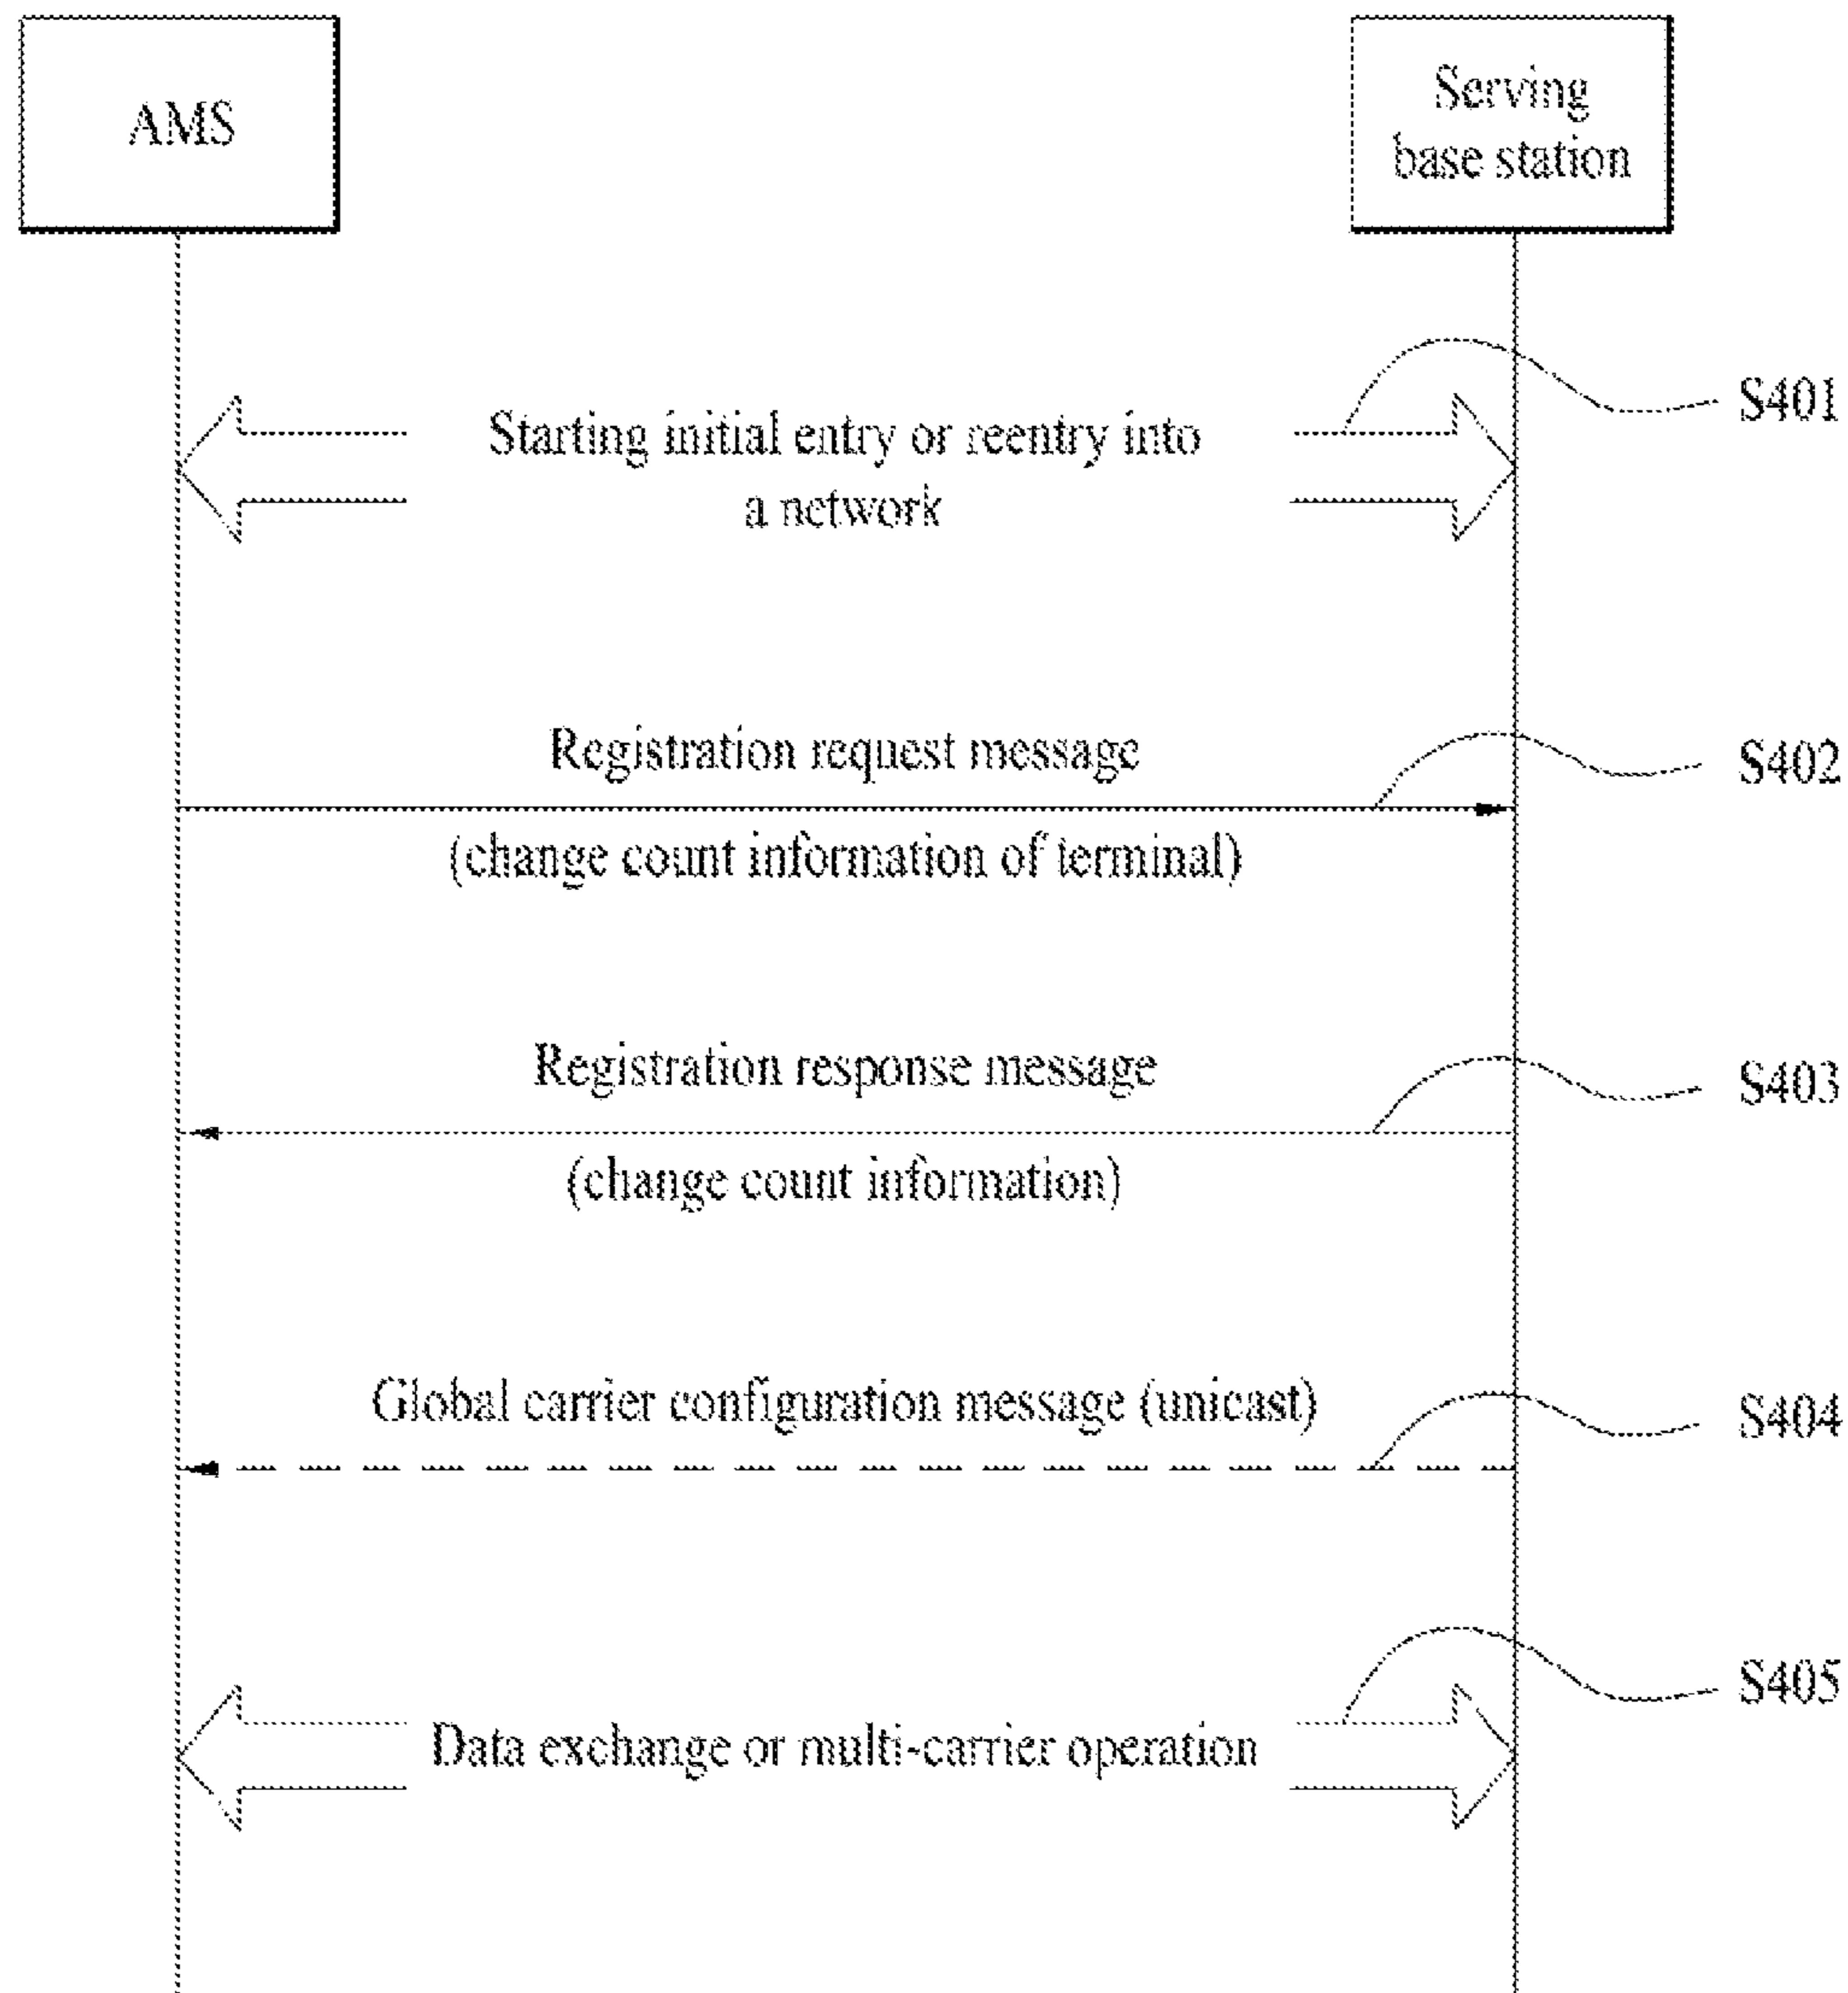 AMS
Serving
base station
S401
Starting initial entry or reentry into
a network
Registration request message
S402
(change count information of terminal)
Registration response message
S403
(change count information)
Global carrier configuration message (unicast)
S404
S405
Data exchange or multi-carrier operation